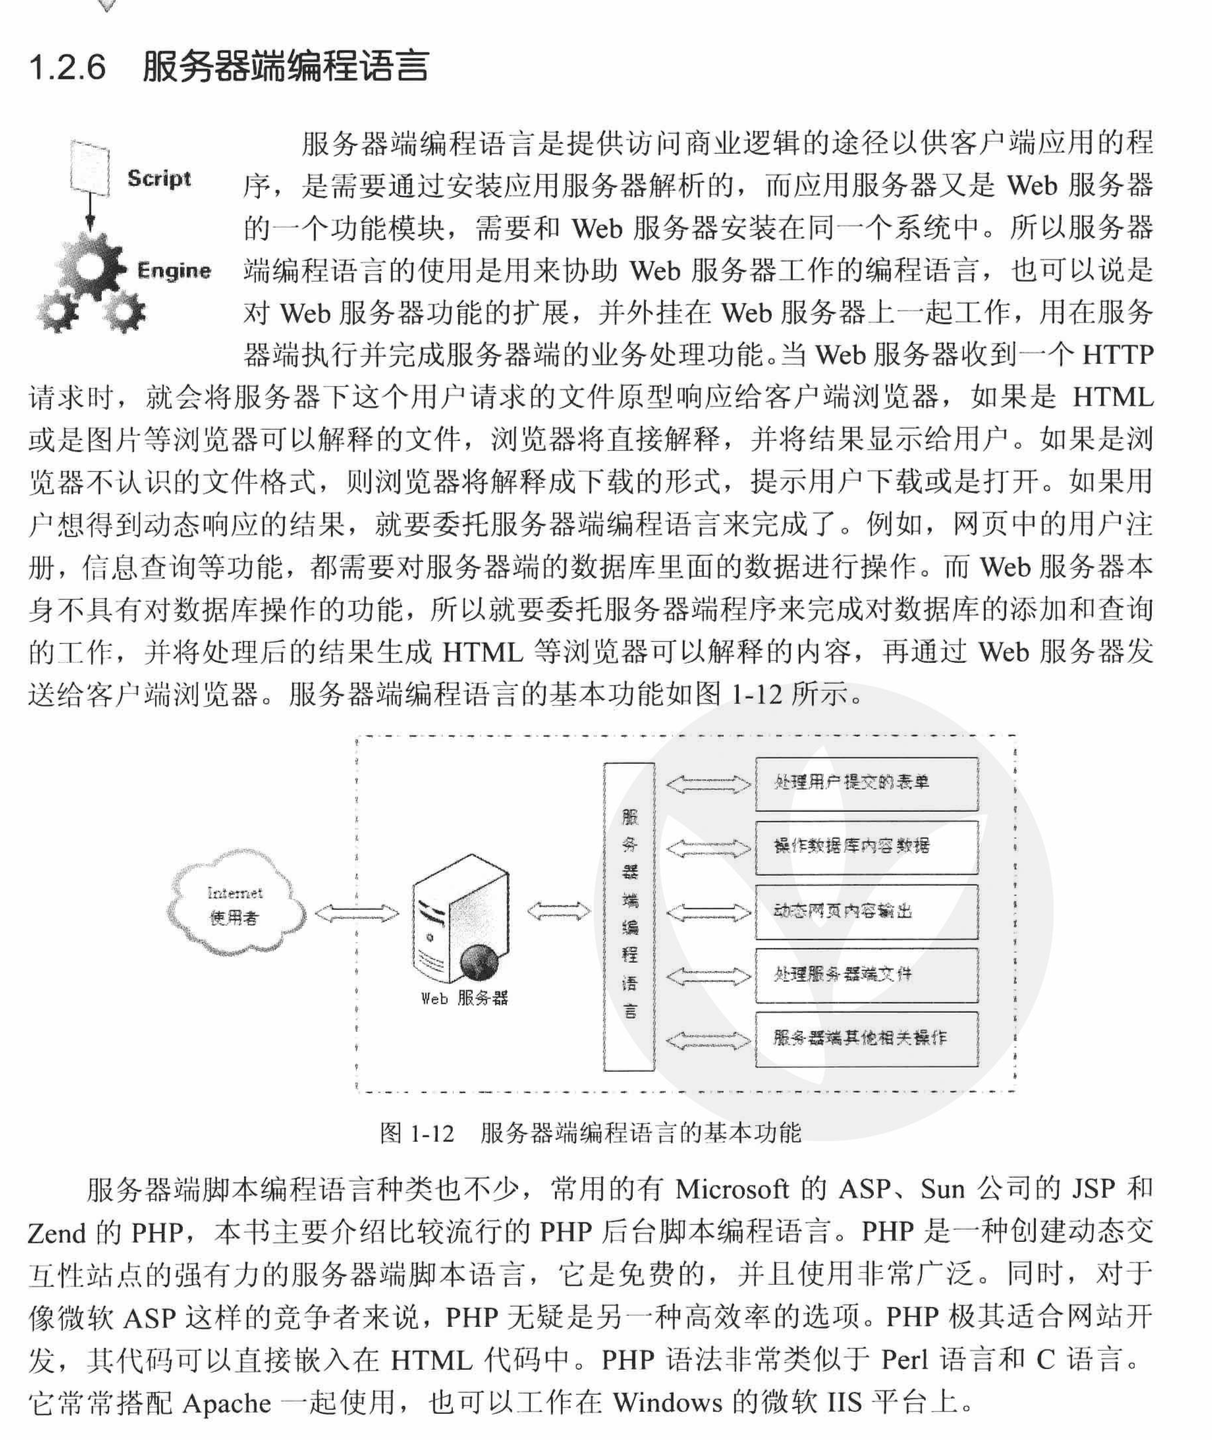 1.2.6 服务器端编程语言
Script
Engine
服务器端编程语言是提供访问商业逻辑的途径以供客户端应用的程
序，是需要通过安装应用服务器解析的，而应用服务器又是 Web 服务器
的一个功能模块，需要和 Web 服务器安装在同一个系统中。所以服务器
端编程语言的使用是用来协助 Web 服务器工作的编程语言，也可以说是
对 Web 服务器功能的扩展，并外挂在 Web 服务器上一起工作，用在服务
器端执行并完成服务器端的业务处理功能。当 Web 服务器收到一个 HTTP
请求时，就会将服务器下这个用户请求的文件原型响应给客户端浏览器，如果是 HTML
或是图片等浏览器可以解释的文件，浏览器将直接解释，并将结果显示给用户。如果是浏
览器不认识的文件格式，则浏览器将解释成下载的形式，提示用户下载或是打开。如果用
户想得到动态响应的结果，就要委托服务器端编程语言来完成了。例如，网页中的用户注
册，信息查询等功能，都需要对服务器端的数据库里面的数据进行操作。而 Web 服务器本
身不具有对数据库操作的功能，所以就要委托服务器端程序来完成对数据库的添加和查询
的工作，并将处理后的结果生成 HTML 等浏览器可以解释的内容，再通过 Web 服务器发
送给客户端浏览器。服务器端编程语言的基本功能如图 1-12 所示。
Internet
使用者
Web 服务器
服务器端编程语言
处理用户提交的表单
操作数据库内容数据
动态网页内容输出
处理服务器端文件
服务器端其他相关操作
图 1-12 服务器端编程语言的基本功能
服务器端脚本编程语言种类也不少，常用的有 Microsoft 的 ASP、Sun 公司的 JSP 和
Zend 的 PHP，本书主要介绍比较流行的 PHP 后台脚本编程语言。PHP 是一种创建动态交
互性站点的强有力的服务器端脚本语言，它是免费的，并且使用非常广泛。同时，对于
像微软 ASP 这样的竞争者来说，PHP 无疑是另一种高效率的选项。PHP 极其适合网站开
发，其代码可以直接嵌入在 HTML 代码中。PHP 语法非常类似于 Perl 语言和 C 语言。
它常常搭配 Apache 一起使用，也可以工作在 Windows 的微软 IIS 平台上。